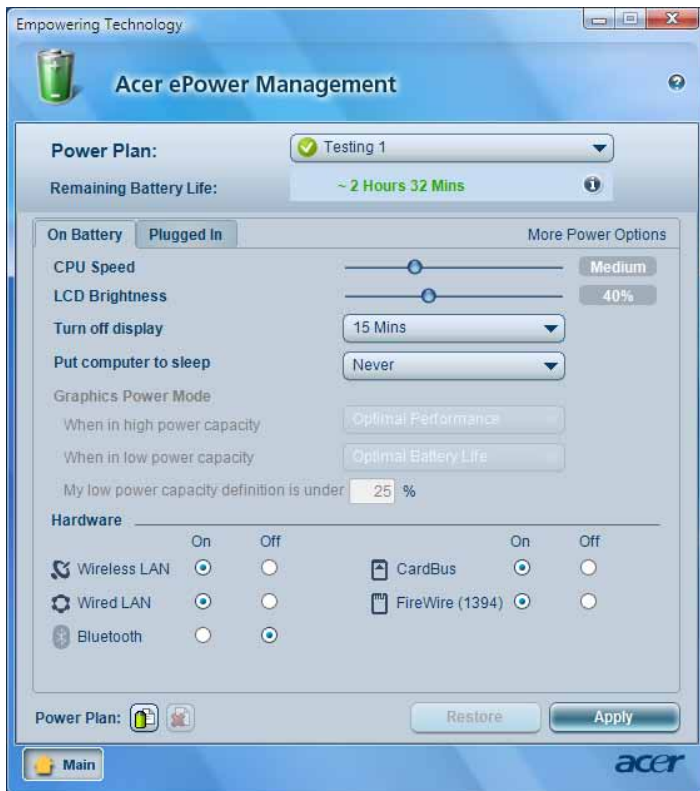 Empowering Technology
Acer ePower Management
Power Plan: Testing 1
Remaining Battery Life: ~ 2 Hours 32 Mins
On Battery Plugged In More Power Options
CPU Speed Medium
LCD Brightness 40%
Turn off display 15 Mins
Put computer to sleep Never
Graphics Power Mode
When in high power capacity Optimal Performance
When in low power capacity Optimal Battery Life
My low power capacity definition is under 25 %
Hardware
On Off On Off
Wireless LAN CardBus
Wired LAN FireWire (1394)
Bluetooth
Power Plan: Restore Apply
Main acer